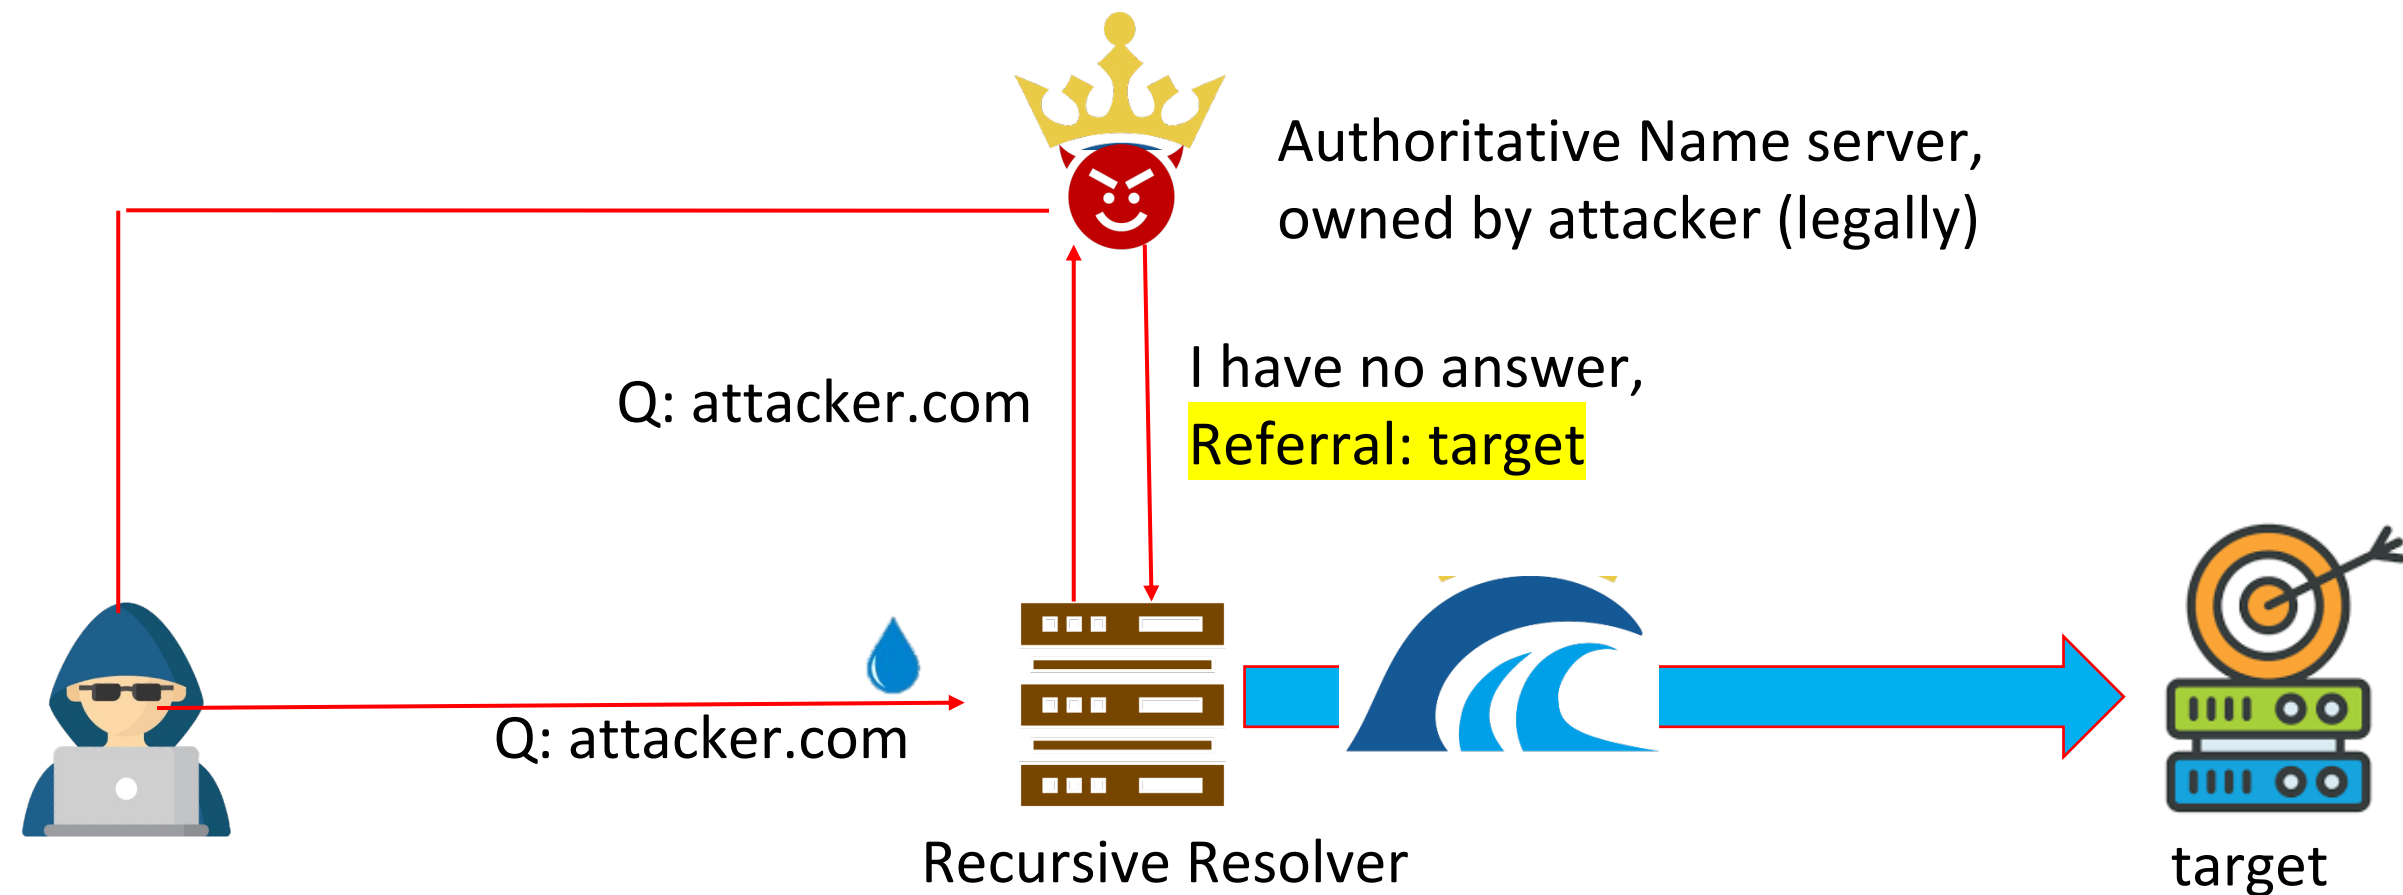 Authoritative Name server,
owned by attacker (legally)
I have no answer,
Referral: target
Q: attacker.com
Q: attacker.com
Recursive Resolver
target